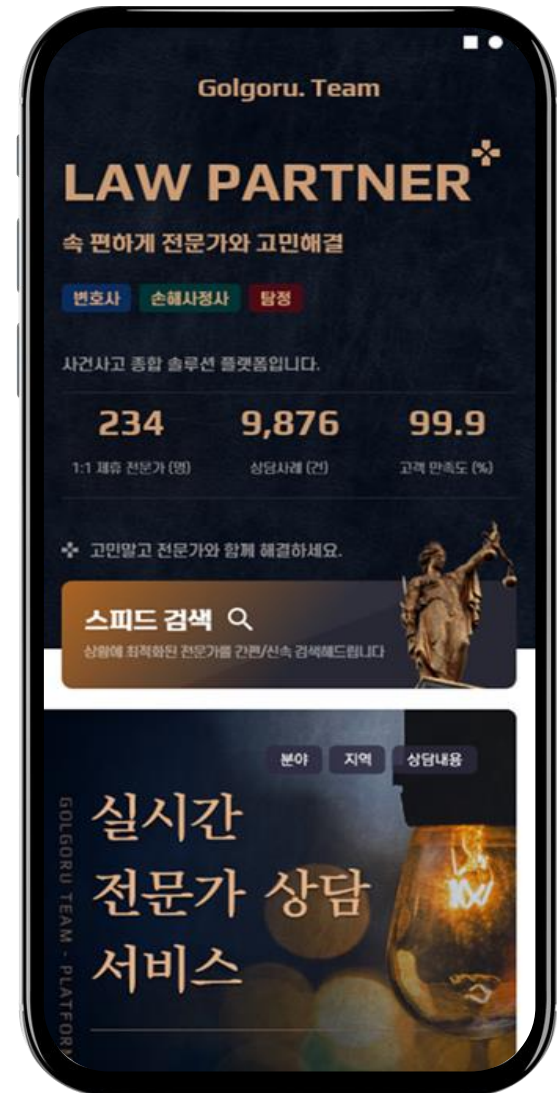 Golgoru. Team
LAW PARTNER
속 편하게 전문가와 고민해결
변호사 손해사정사 탐정
사건사고 종합 솔루션 플랫폼입니다.
234 9,876 99.9
1:1 제휴 전문가 (명) 상담사례 (건) 고객 만족도 (%)
고민말고 전문가와 함께 해결하세요.
스피드 검색
상황에 최적화된 전문가를 간편/신속 검색해드립니다
분야 지역 상담내용
실시간
전문가 상담
서비스
GOLGORU TEAM - PLATFORM